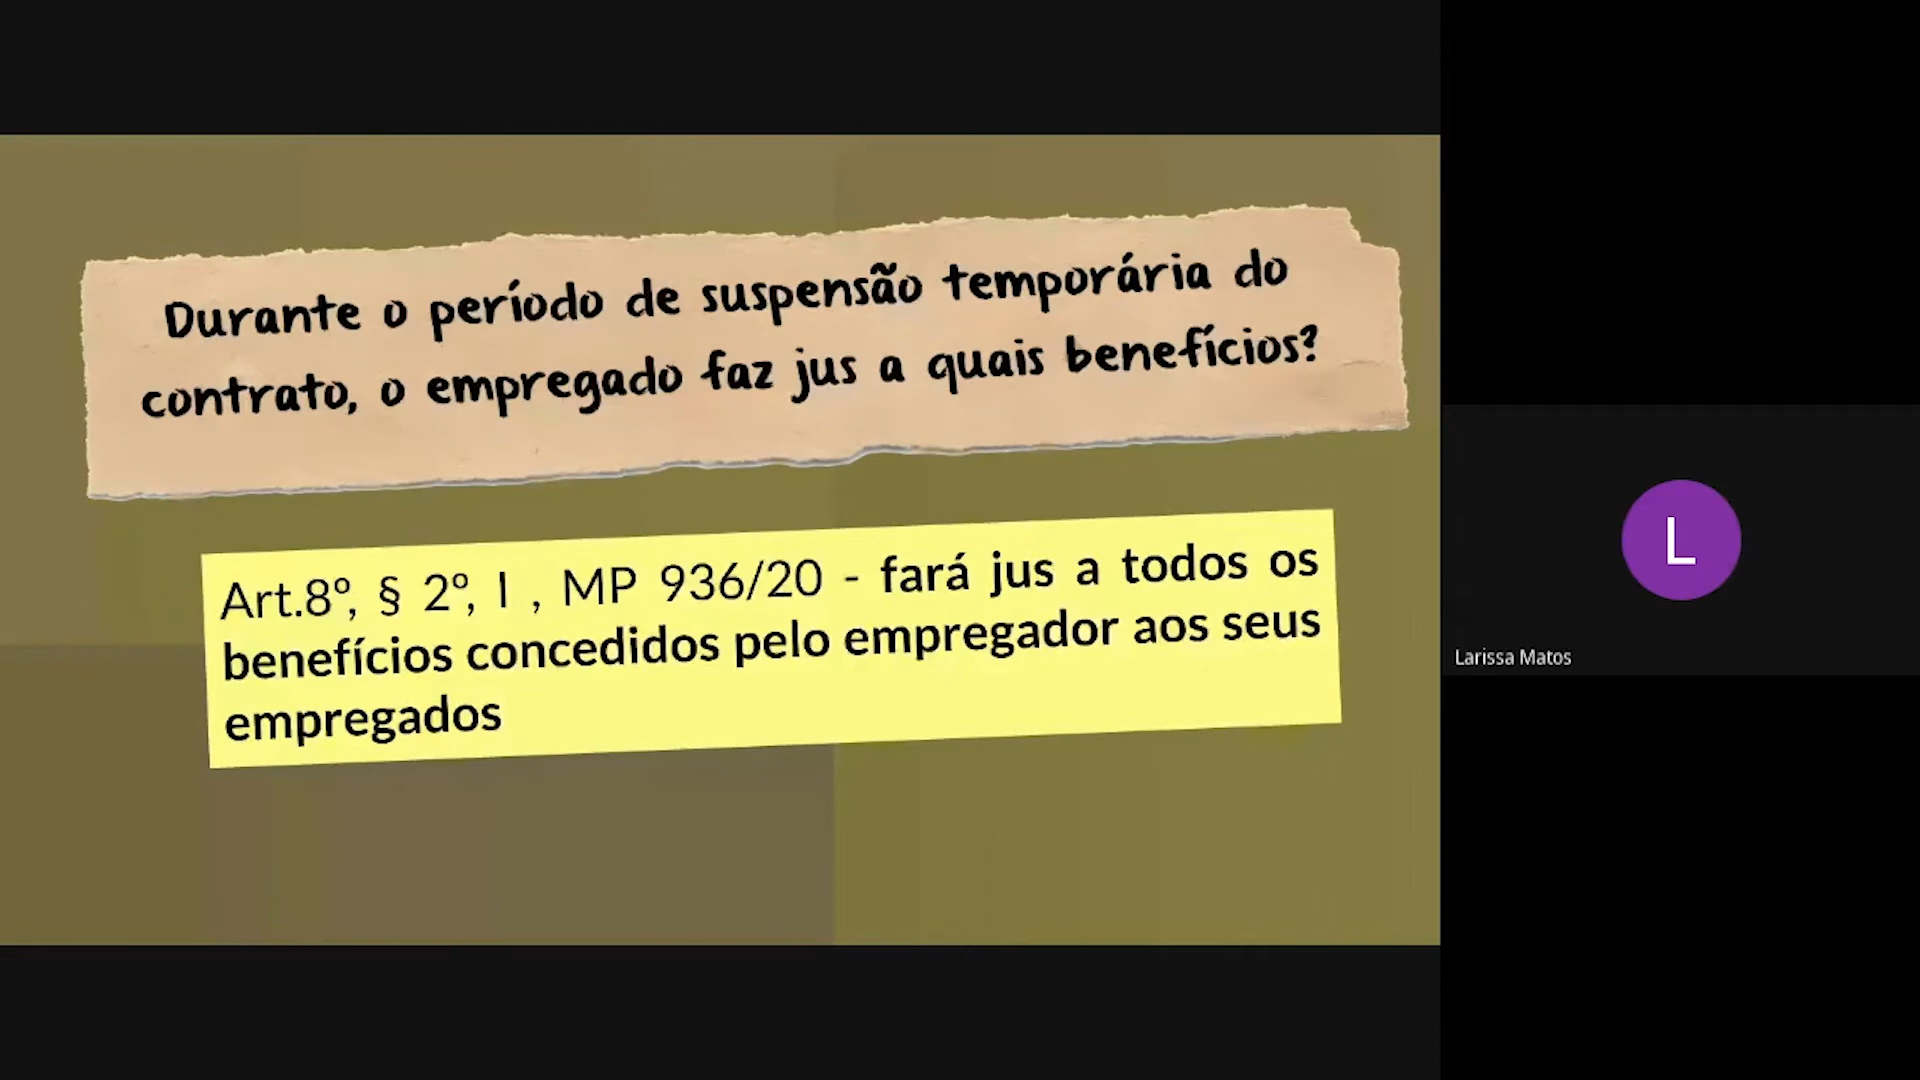 Durante o período de suspensão temporária do
contrato, o empregado faz jus a quais benefícios?
Art.8º, § 2º, I , MP 936/20 - fará jus a todos os
benefícios concedidos pelo empregador aos seus
empregados
L
Larissa Matos